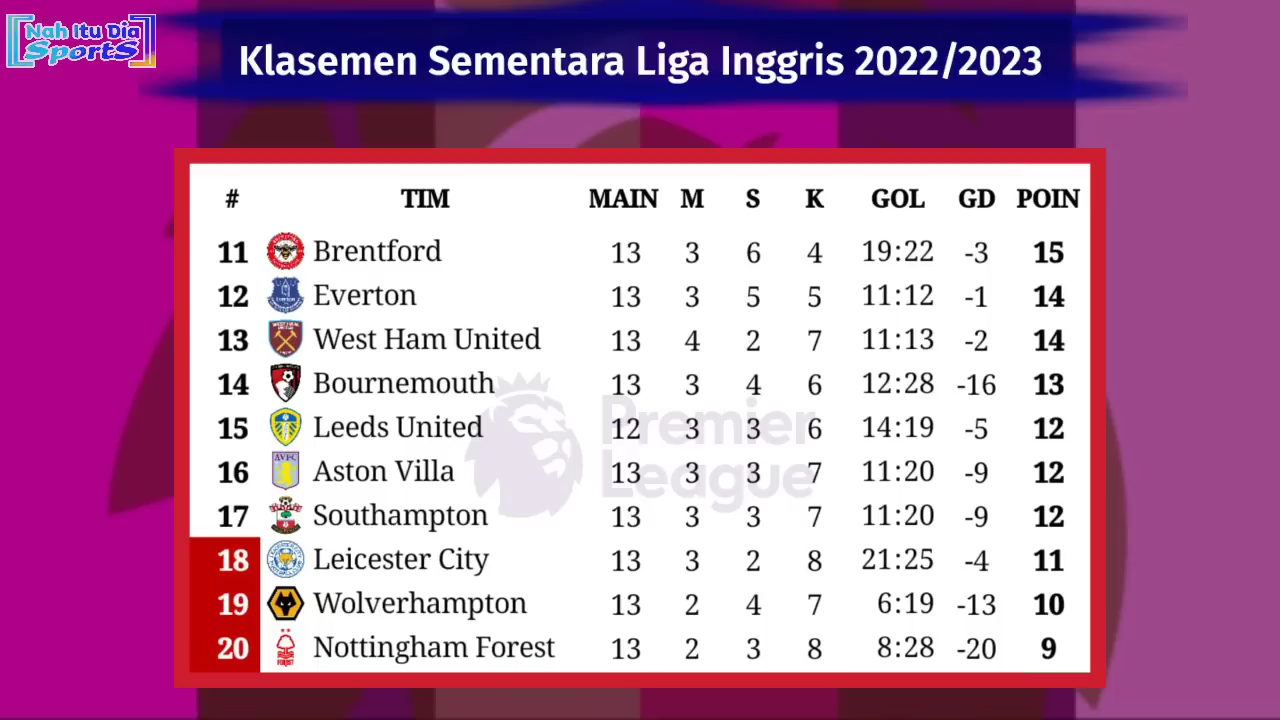 Nah Itu Dia
Sports
Klasemen Sementara Liga Inggris 2022/2023
# TIM MAIN M S K GOL GD POIN
11 Brentford 13 3 6 4 19:22 -3 15
12 Everton 13 3 5 5 11:12 -1 14
13 West Ham United 13 4 2 7 11:13 -2 14
14 Bournemouth 13 3 4 6 12:28 -16 13
15 Leeds United 12 3 3 6 14:19 -5 12
16 Aston Villa 13 3 3 7 11:20 -9 12
17 Southampton 13 3 3 7 11:20 -9 12
18 Leicester City 13 3 2 8 21:25 -4 11
19 Wolverhampton 13 2 4 7 6:19 -13 10
20 Nottingham Forest 13 2 3 8 8:28 -20 9
Premier
League